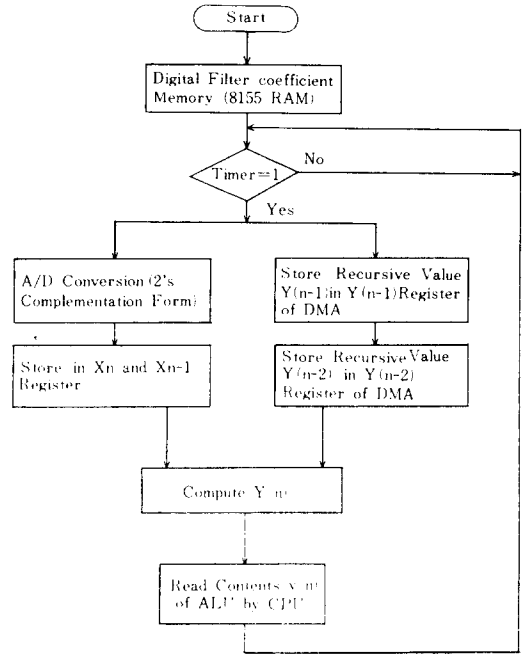 Start
Digital Filter coefficient
Memory (8155 RAM)
Timer=1
No
Yes
A/D Conversion (2's
Complementation Form)
Store in Xn and Xn-1
Register
Store Recursive Value
Y(n-1) in Y(n-1) Register
of DMA
Store Recursive Value
Y(n-2) in Y(n-2)
Register of DMA
Compute Y
Read Contents
of ALU by CPU